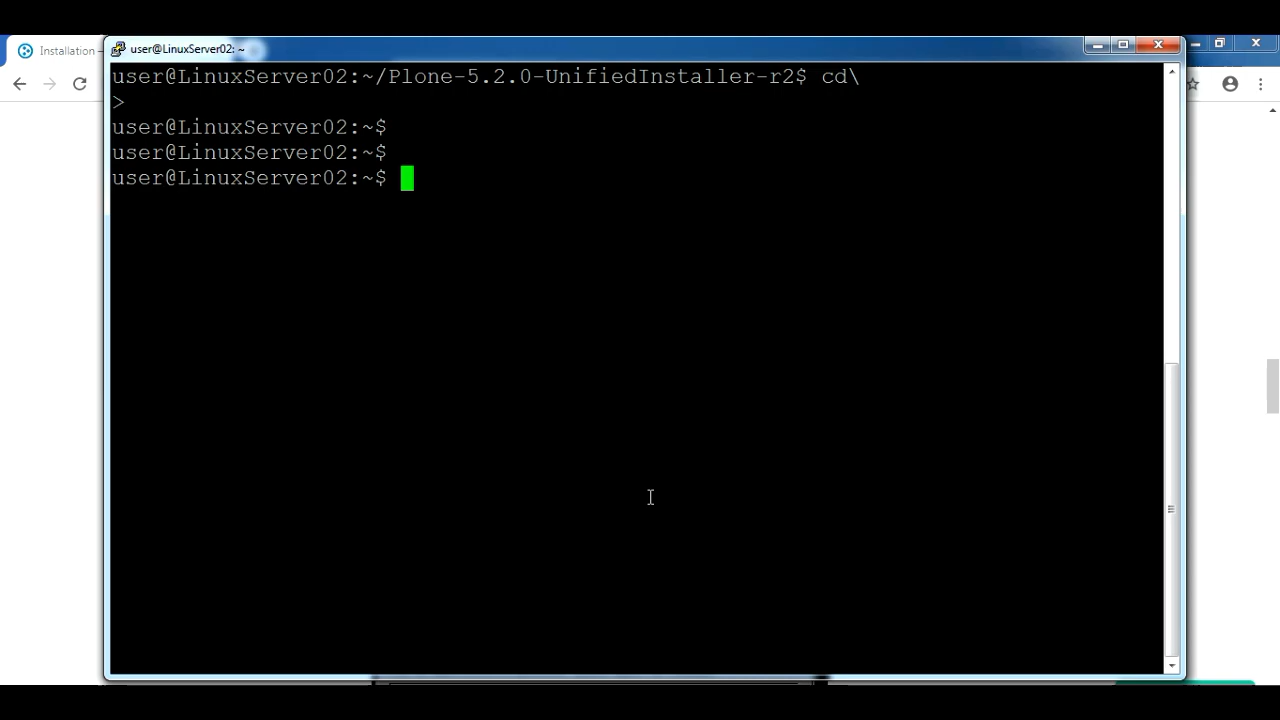 Installation
user@LinuxServer02: ~
user@LinuxServer02:~/Plone-5.2.0-UnifiedInstaller-r2$ cd\
>
user@LinuxServer02:~$
user@LinuxServer02:~$
user@LinuxServer02:~$